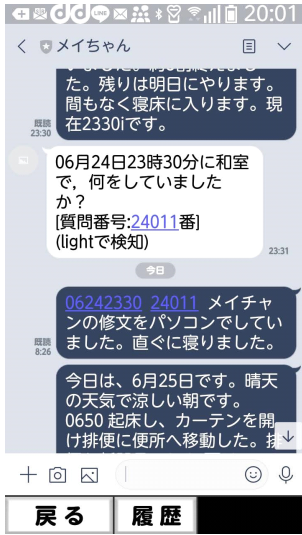 20:01
メイちゃん
た。残りは明日にやります。
間もなく寝床に入ります。現
在2330iです。
既読
23:30
06月24日23時30分に和室
で，何をしていました
か？
[質問番号:24011番]
(lightで検知)
23:31
今日
06242330 24011 メイチャ
ンの修文をパソコンでしてい
ました。直ぐに寝りました。
既読
8:26
今日は、6月25日です。晴天
の天気で涼しい朝です。
0650 起床し、カーテンを開
け排便に便所へ移動した。
戻る
履歴